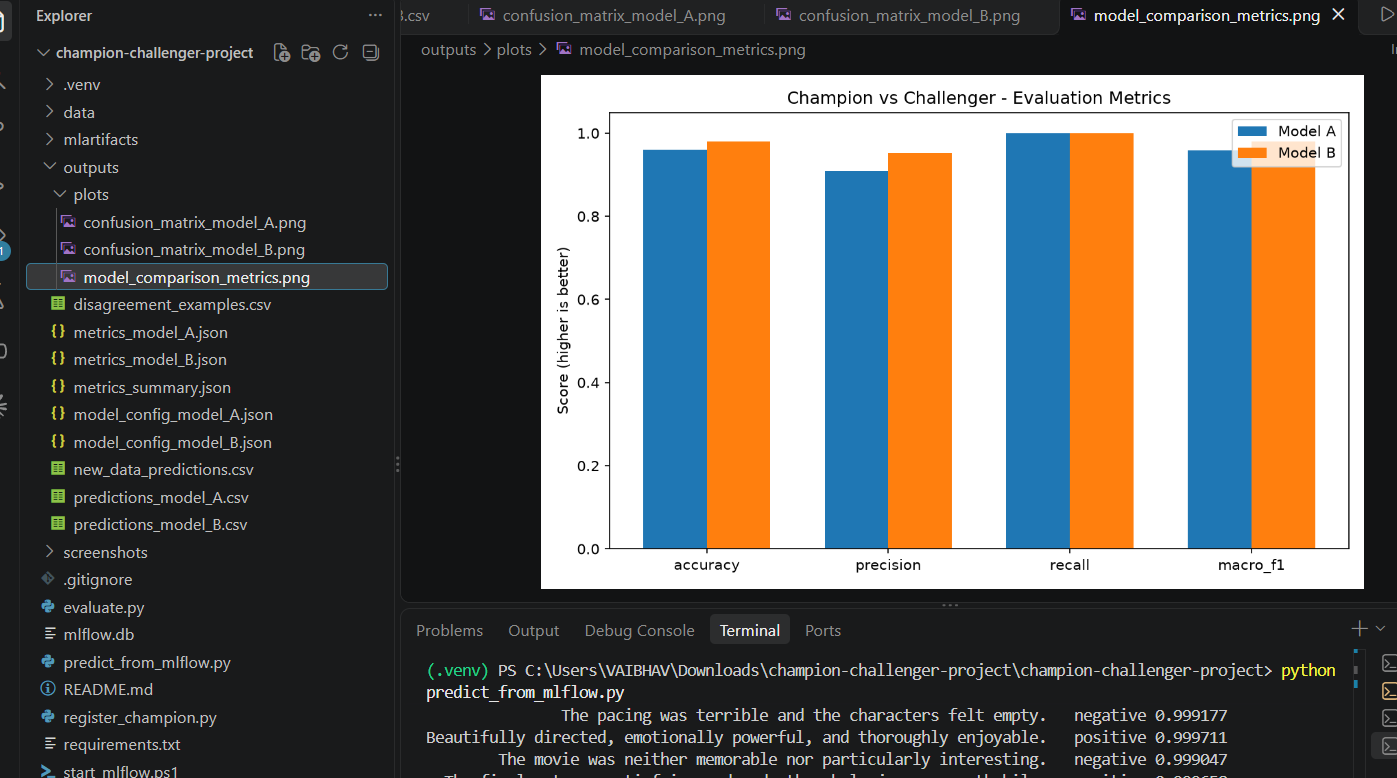 Explorer
champion-challenger-project
.venv
data
mlartifacts
outputs
plots
confusion_matrix_model_A.png
confusion_matrix_model_B.png
model_comparison_metrics.png
disagreement_examples.csv
metrics_model_A.json
metrics_model_B.json
metrics_summary.json
model_config_model_A.json
model_config_model_B.json
new_data_predictions.csv
predictions_model_A.csv
predictions_model_B.csv
screenshots
.gitignore
evaluate.py
mlflow.db
predict_from_mlflow.py
README.md
register_champion.py
requirements.txt
start_mlflow.ps1
.csv confusion_matrix_model_A.png confusion_matrix_model_B.png model_comparison_metrics.png
outputs > plots > model_comparison_metrics.png
Champion vs Challenger - Evaluation Metrics
Model A
Model B
Score (higher is better)
1.0
0.8
0.6
0.4
0.2
0.0
accuracy precision recall macro_f1
Problems Output Debug Console Terminal Ports
(.venv) PS C:\Users\VAIBHAV\Downloads\champion-challenger-project\champion-challenger-project> python
predict_from_mlflow.py
The pacing was terrible and the characters felt empty. negative 0.999177
Beautifully directed, emotionally powerful, and thoroughly enjoyable. positive 0.999711
The movie was neither memorable nor particularly interesting. negative 0.999047